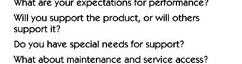 What are your expectations for performance?
Will you support the product, or will others
support it?
Do you have special needs for support?
What about maintenance and service access?